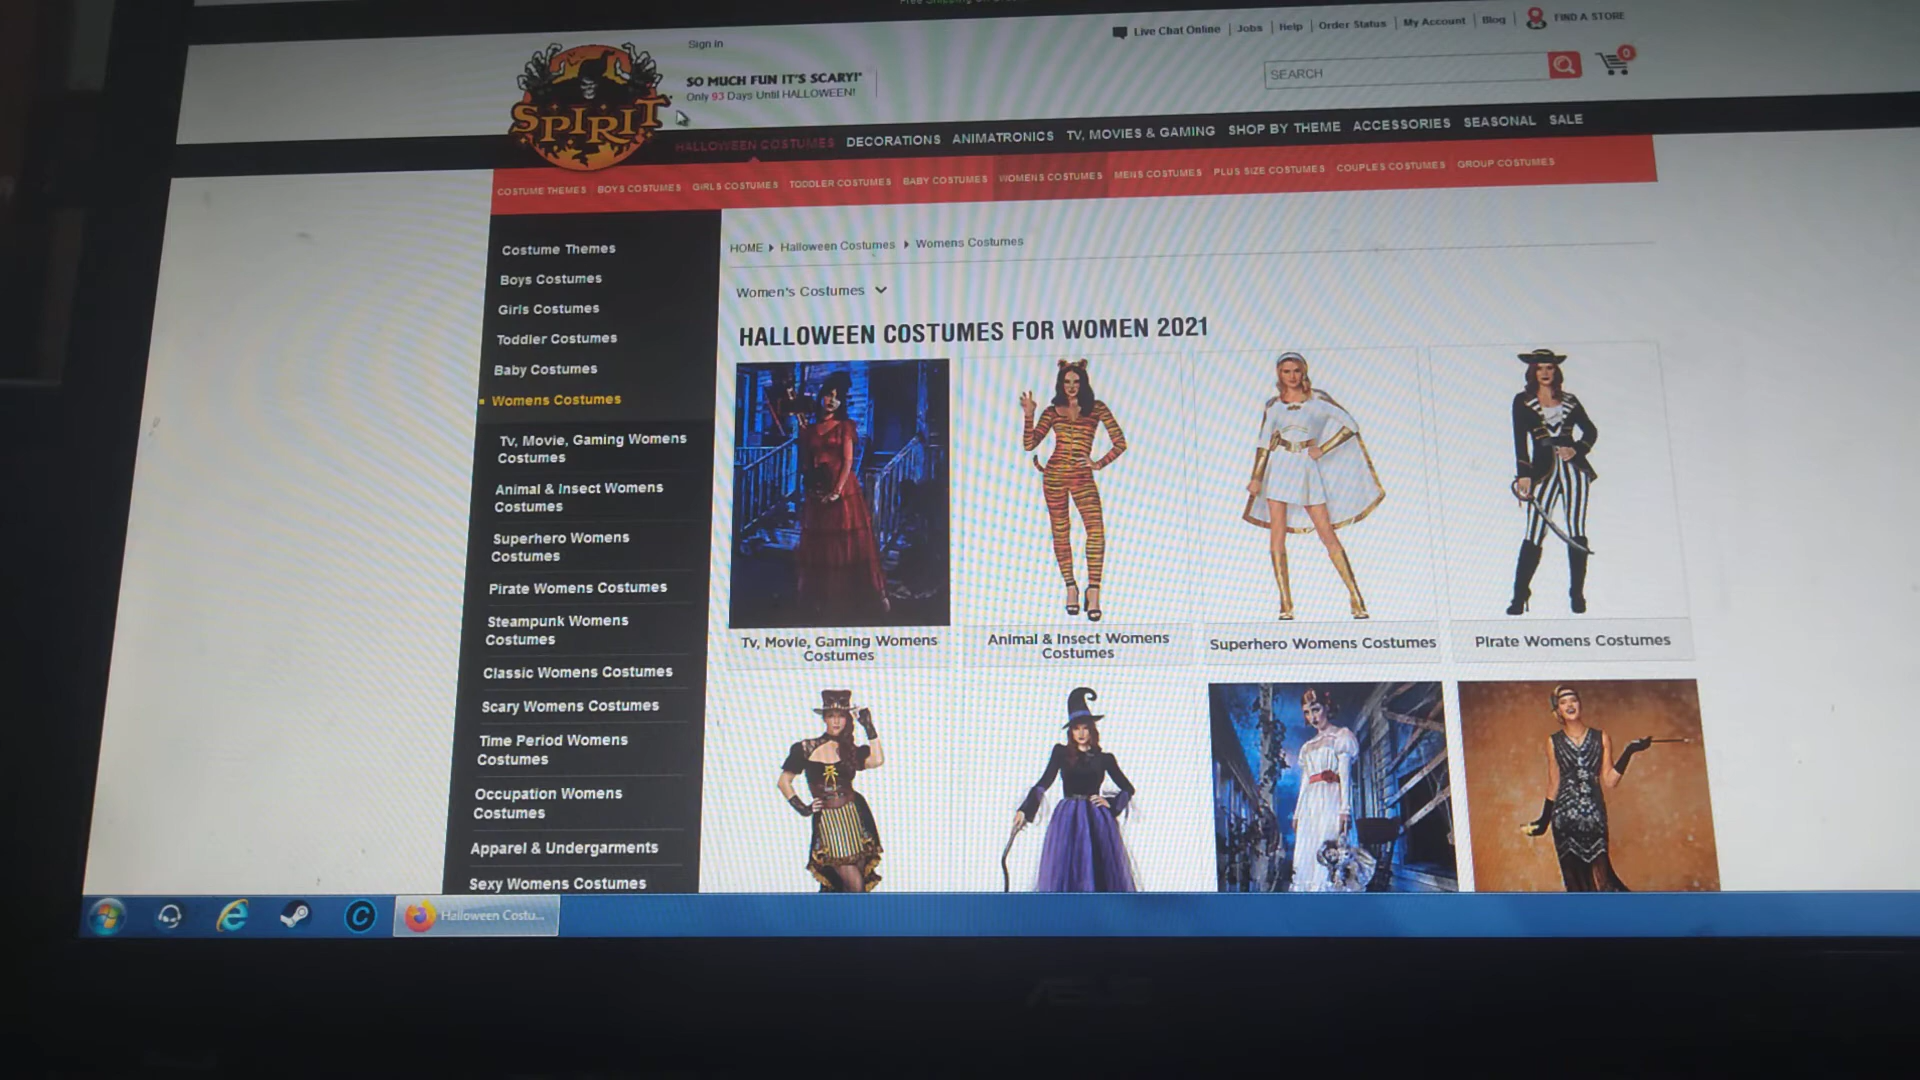 Sign In
Live Chat Online | Jobs | Help | Order Status | My Account | Blog | FIND A STORE
SPIRIT
SO MUCH FUN IT'S SCARY!
Only 93 Days Until HALLOWEEN!
SEARCH
0
HALLOWEEN COSTUMES DECORATIONS ANIMATRONICS TV, MOVIES & GAMING SHOP BY THEME ACCESSORIES SEASONAL SALE
COSTUME THEMES BOYS COSTUMES GIRLS COSTUMES TODDLER COSTUMES BABY COSTUMES WOMENS COSTUMES MENS COSTUMES PLUS SIZE COSTUMES COUPLES COSTUMES GROUP COSTUMES
Costume Themes
Boys Costumes
Girls Costumes
Toddler Costumes
Baby Costumes
Womens Costumes
Tv, Movie, Gaming Womens
Costumes
Animal & Insect Womens
Costumes
Superhero Womens
Costumes
Pirate Womens Costumes
Steampunk Womens
Costumes
Classic Womens Costumes
Scary Womens Costumes
Time Period Womens
Costumes
Occupation Womens
Costumes
Apparel & Undergarments
Sexy Womens Costumes
HOME Halloween Costumes Womens Costumes
Women's Costumes
HALLOWEEN COSTUMES FOR WOMEN 2021
Tv, Movie, Gaming Womens
Costumes
Animal & Insect Womens
Costumes
Superhero Womens Costumes
Pirate Womens Costumes
Halloween Costu...
ASUS